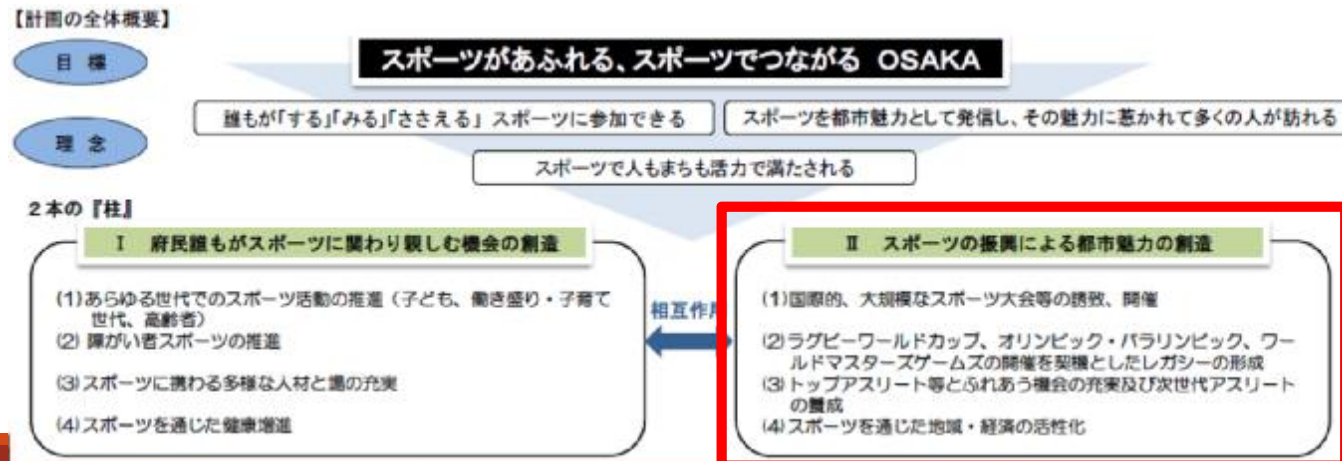 【計画の全体概要】
目 標
スポーツがあふれる、スポーツでつながる OSAKA
理 念
誰もが「する」「みる」「ささえる」 スポーツに参加できる
スポーツを都市魅力として発信し、その魅力に惹かれて多くの人が訪れる
スポーツで人もまちも活力で満たされる
2本の『柱』
Ⅰ 府民誰もがスポーツに関わり親しむ機会の創造
(1)あらゆる世代でのスポーツ活動の推進（子ども、働き盛り・子育て
世代、高齢者）
(2) 障がい者スポーツの推進
(3)スポーツに携わる多様な人材と場の充実
(4)スポーツを通じた健康増進
相互作用
Ⅱ スポーツの振興による都市魅力の創造
(1)国際的、大規模なスポーツ大会等の誘致、開催
(2)ラグビーワールドカップ、オリンピック・パラリンピック、ワー
ルドマスターズゲームズの開催を契機としたレガシーの形成
(3)トップアスリート等とふれあう機会の充実及び次世代アスリート
の養成
(4)スポーツを通じた地域・経済の活性化